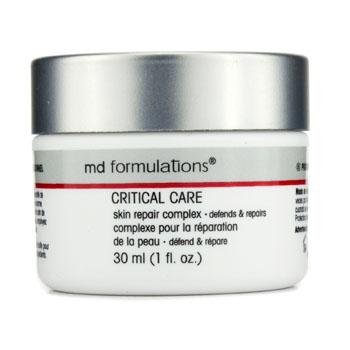 md formulations®
CRITICAL CARE
skin repair complex • defends & repairs
complexe pour la réparation
de la peau • défend & répare
30 ml (1 fl. oz.)